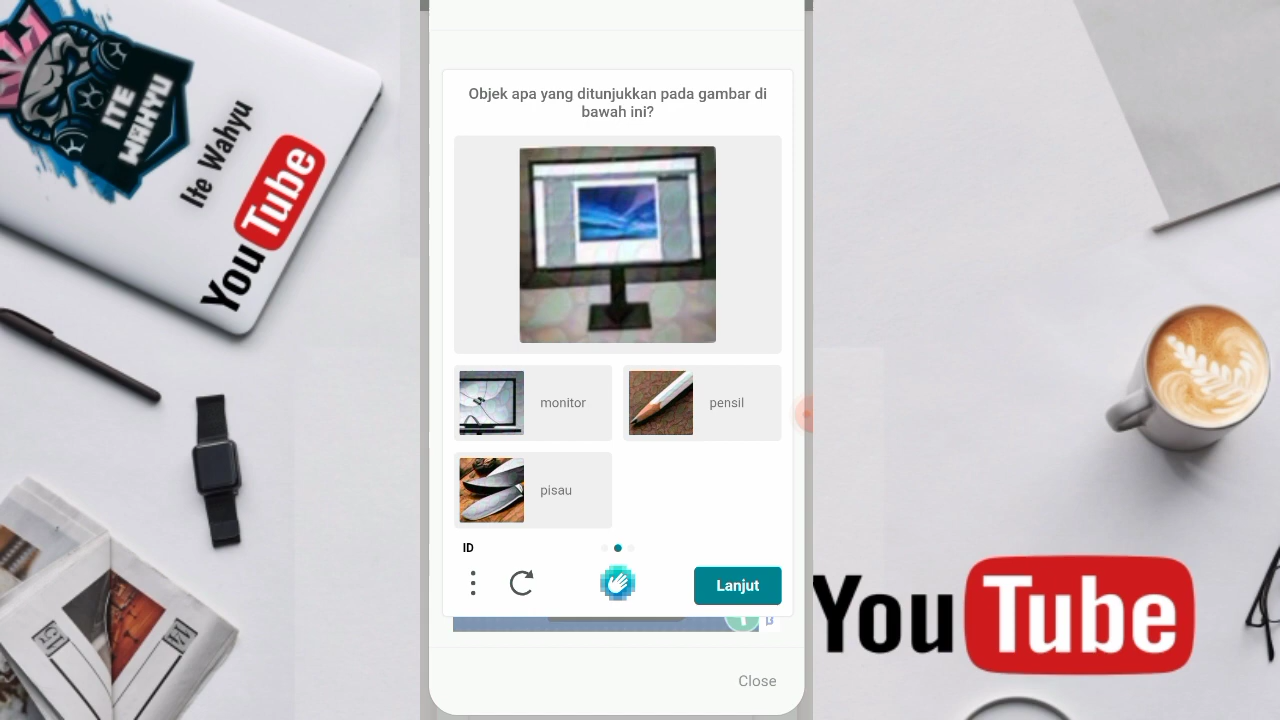 ITE
WAHYU
Ite Wahyu
YouTube
Objek apa yang ditunjukkan pada gambar di
bawah ini?
monitor
pensil
pisau
ID
Lanjut
β
Close
YouTube